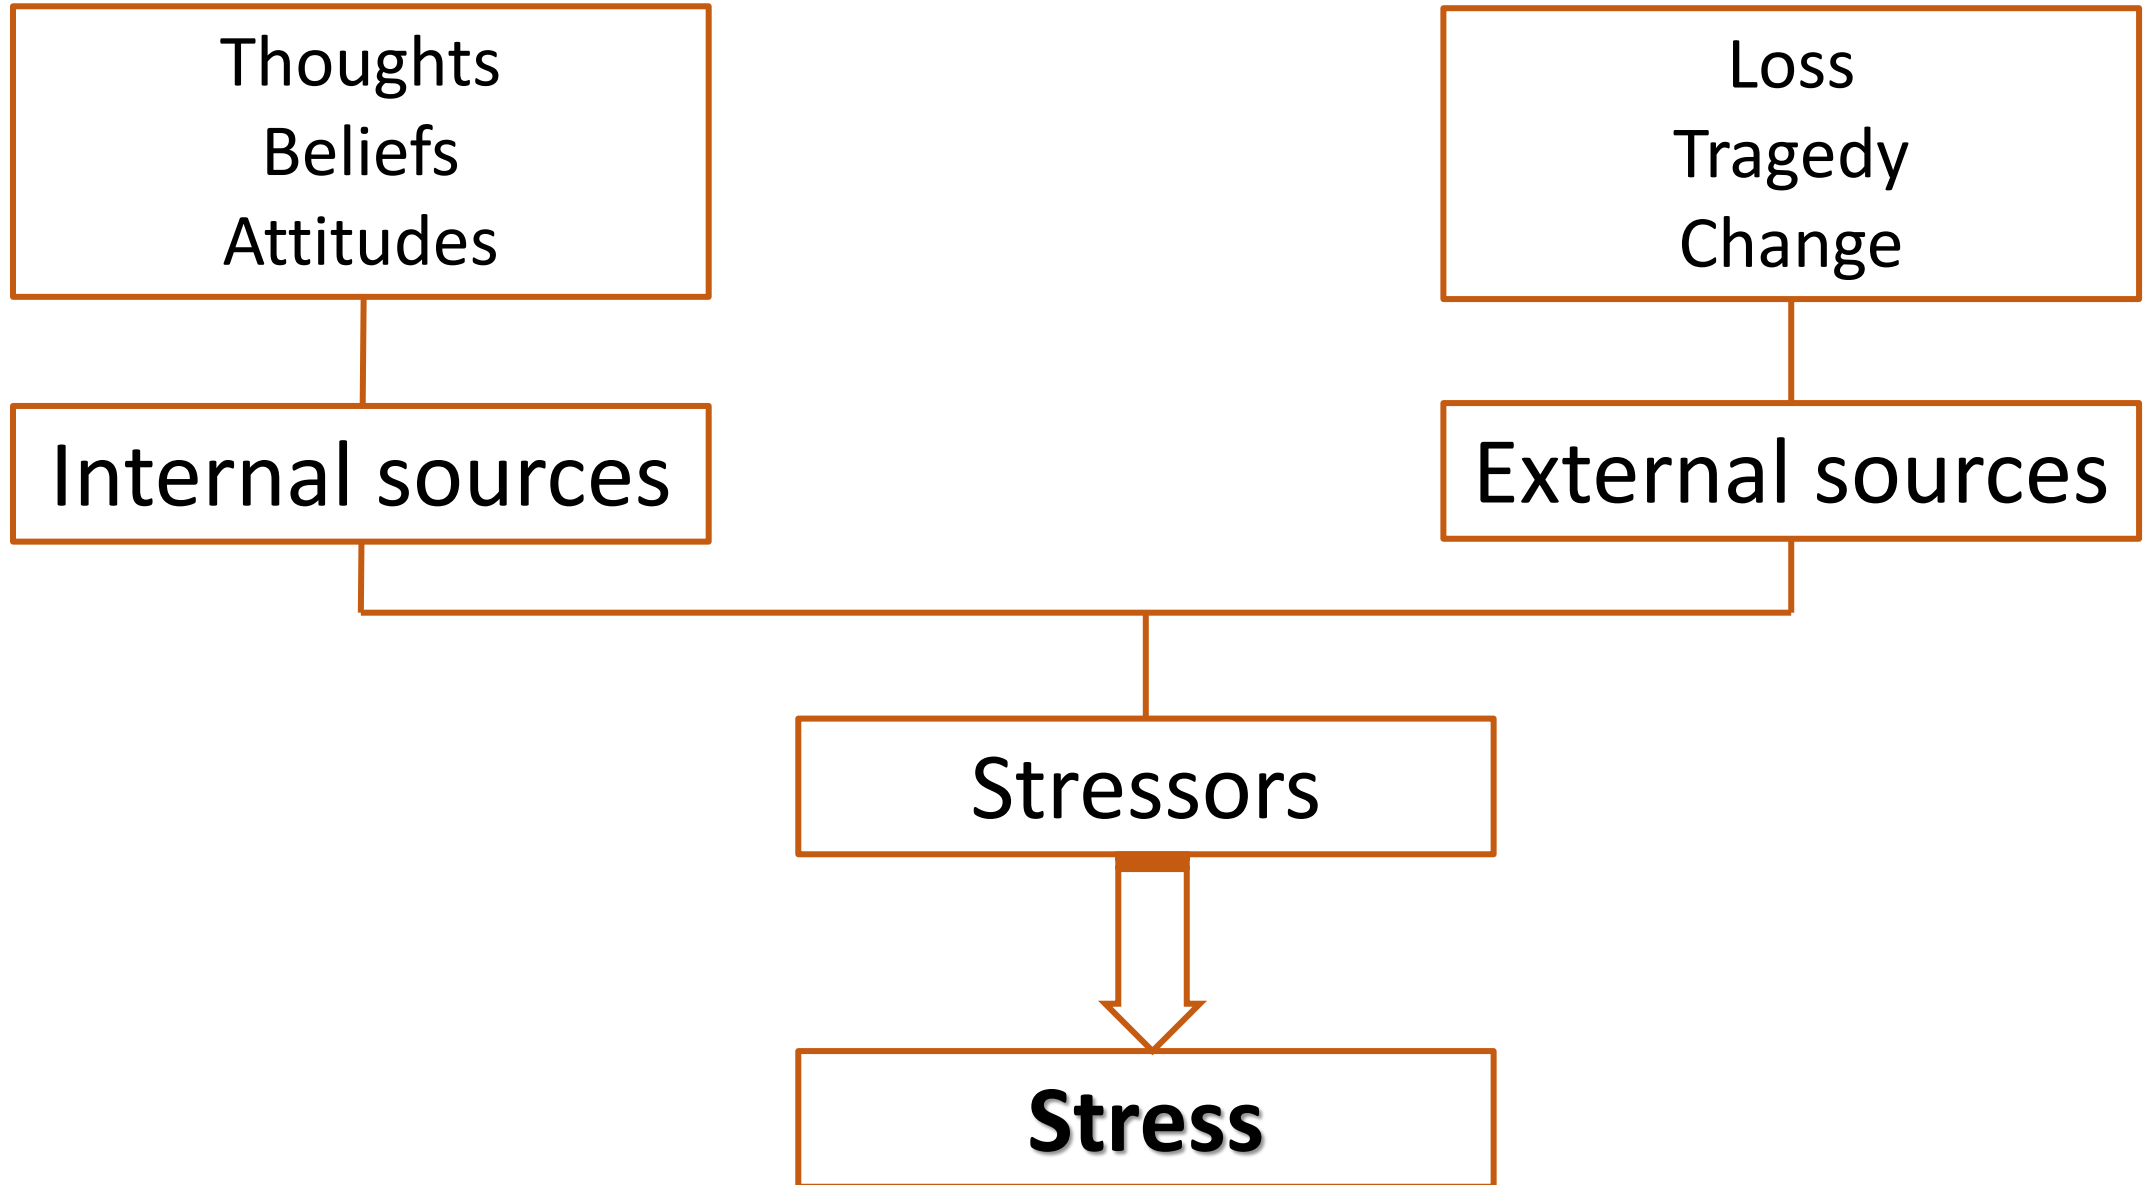 Thoughts
Beliefs
Attitudes
Loss
Tragedy
Change
Internal sources
External sources
Stressors
Stress